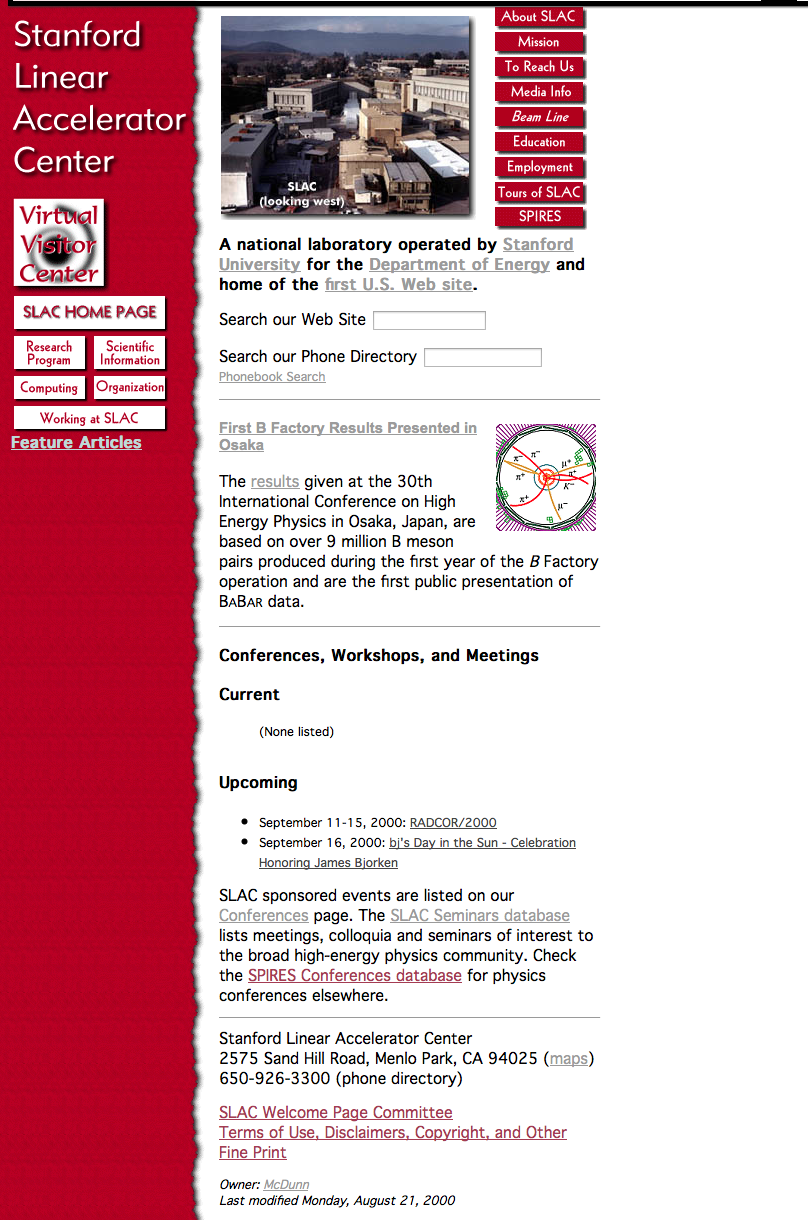 Stanford
Linear
Accelerator
Center
Virtual
Visitor
Center
SLAC HOME PAGE
Research
Program
Scientific
Information
Computing
Organization
Working at SLAC
Feature Articles
SLAC
(looking west)
About SLAC
Mission
To Reach Us
Media Info
Beam Line
Education
Employment
Tours of SLAC
SPIRES
A national laboratory operated by Stanford
University for the Department of Energy and
home of the first U.S. Web site.
Search our Web Site
Search our Phone Directory
Phonebook Search
First B Factory Results Presented in
Osaka
π⁻ π⁻
μ⁺
π⁺ π⁺
K⁻
π⁺ μ⁻
The results given at the 30th
International Conference on High
Energy Physics in Osaka, Japan, are
based on over 9 million B meson
pairs produced during the first year of the B Factory
operation and are the first public presentation of
BABAR data.
Conferences, Workshops, and Meetings
Current
(None listed)
Upcoming
• September 11-15, 2000: RADCOR/2000
• September 16, 2000: bj's Day in the Sun - Celebration
Honoring James Bjorken
SLAC sponsored events are listed on our
Conferences page. The SLAC Seminars database
lists meetings, colloquia and seminars of interest to
the broad high-energy physics community. Check
the SPIRES Conferences database for physics
conferences elsewhere.
Stanford Linear Accelerator Center
2575 Sand Hill Road, Menlo Park, CA 94025 (maps)
650-926-3300 (phone directory)
SLAC Welcome Page Committee
Terms of Use, Disclaimers, Copyright, and Other
Fine Print
Owner: McDunn
Last modified Monday, August 21, 2000